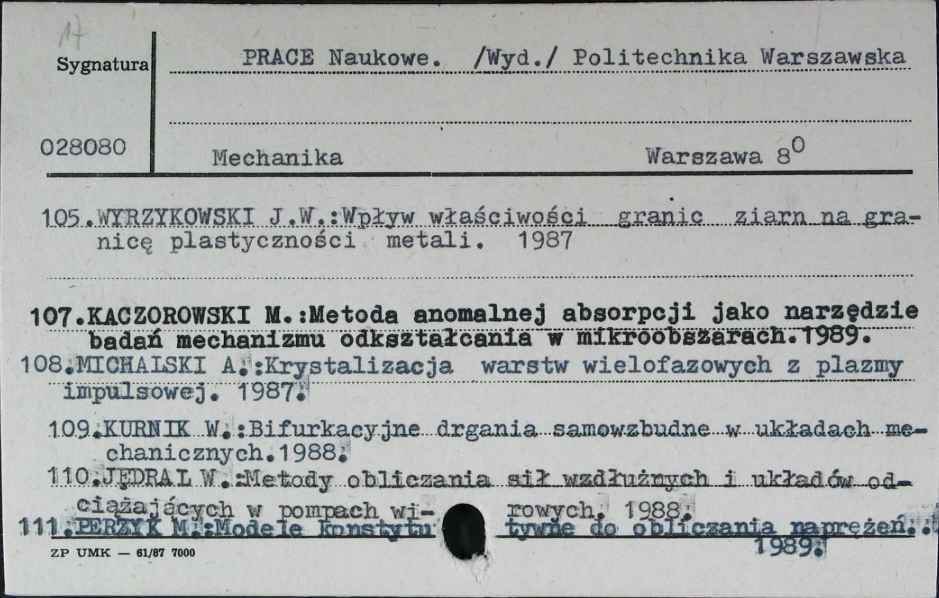 17
PRACE Naukowe. /Wyd./ Politechnika Warszawska
Sygnatura
028080
Mechanika Warszawa 8⁰
105.WYRZYKOWSKI J.W.:Wpływ właściwości granic ziarn na gra-
nicę plastyczności metali. 1987
107.KACZOROWSKI M.:Metoda anomalnej absorpcji jako narzędzie
badań mechanizmu odkształcania w mikroobszarach.1989.
108.MICHALSKI A.:Krystalizacja warstw wielofazowych z plazmy
impulsowej. 1987.
109.KURNIK W.:Bifurkacyjne drgania samowzbudne w układach me-
chanicznych.1988.
110.JĘDRAL W.:Metody obliczania sił wzdłużnych i układów od-
ciążających w pompach wi- rowych. 1988.
111.PERZYK M.:Modele konstytu tywne do obliczania naprężeń..
1989.
ZP UMK — 61/87 7000